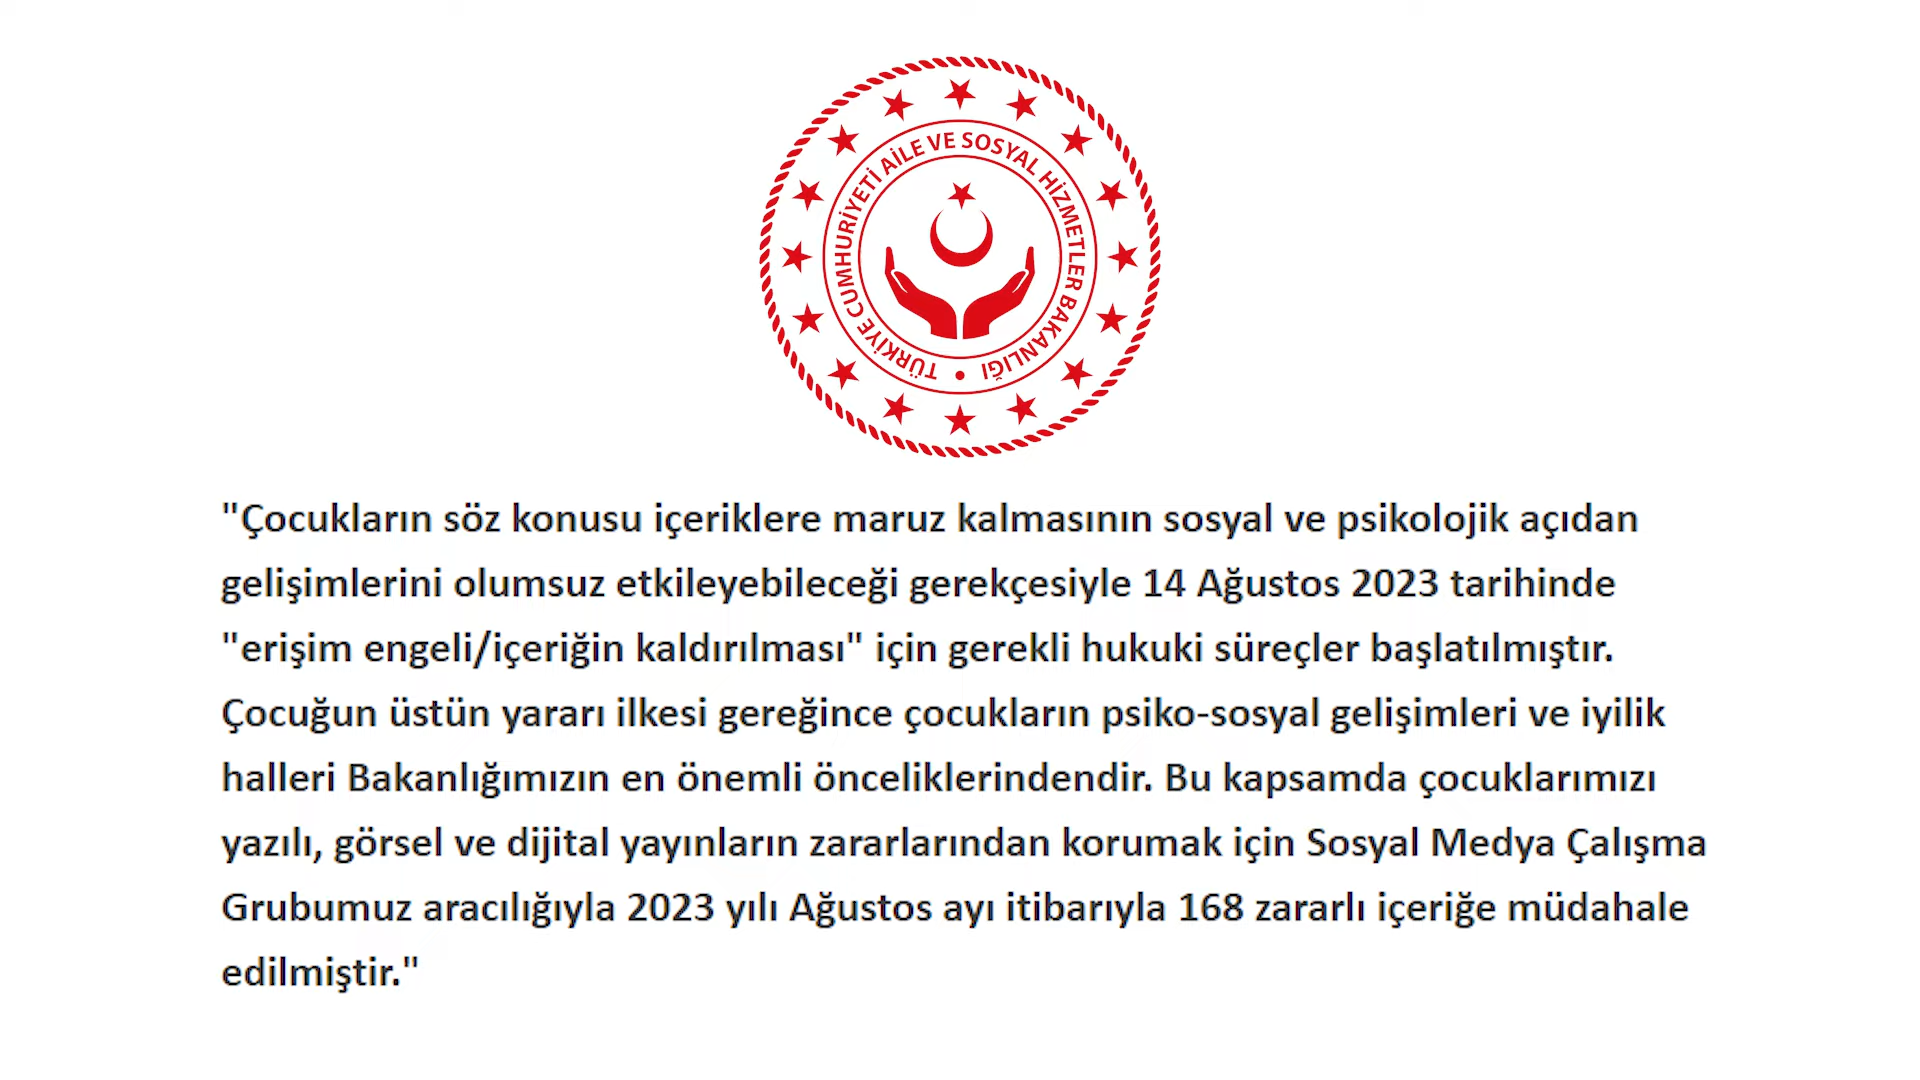 TÜRKİYE CUMHURİYETİ AİLE VE SOSYAL HİZMETLER BAKANLIĞI
"Çocukların söz konusu içeriklere maruz kalmasının sosyal ve psikolojik açıdan
gelişimlerini olumsuz etkileyebileceği gerekçesiyle 14 Ağustos 2023 tarihinde
"erişim engeli/içeriğin kaldırılması" için gerekli hukuki süreçler başlatılmıştır.
Çocuğun üstün yararı ilkesi gereğince çocukların psiko-sosyal gelişimleri ve iyilik
halleri Bakanlığımızın en önemli önceliklerindendir. Bu kapsamda çocuklarımızı
yazılı, görsel ve dijital yayınların zararlarından korumak için Sosyal Medya Çalışma
Grubumuz aracılığıyla 2023 yılı Ağustos ayı itibarıyla 168 zararlı içeriğe müdahale
edilmiştir."